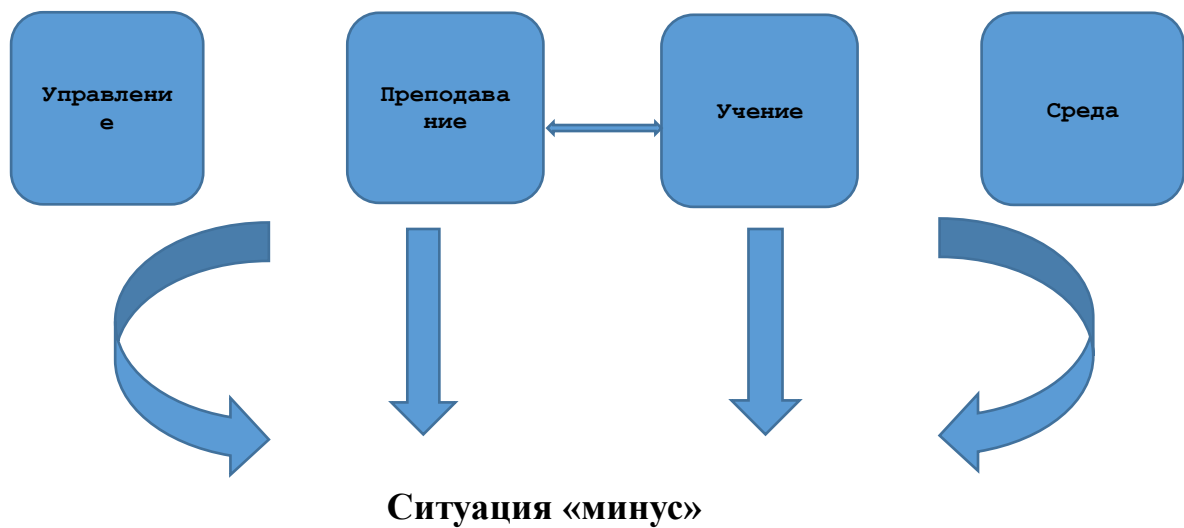 Управлени
е
Преподава
ние
Учение
Среда
Ситуация «минус»